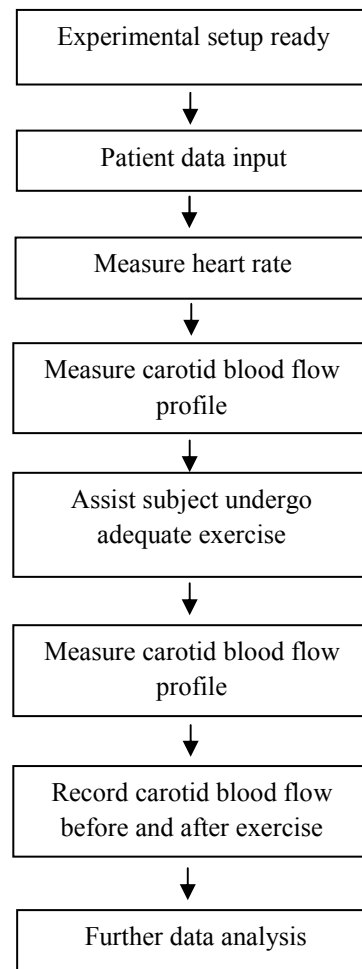 Experimental setup ready
Patient data input
Measure heart rate
Measure carotid blood flow
profile
Assist subject undergo
adequate exercise
Measure carotid blood flow
profile
Record carotid blood flow
before and after exercise
Further data analysis